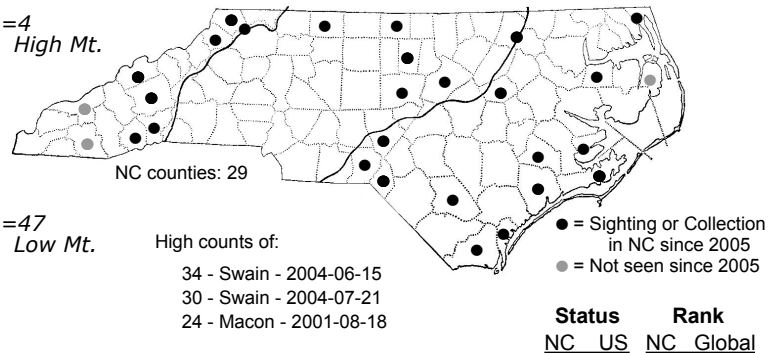 =4
High Mt.
NC counties: 29
=47
Low Mt.
High counts of:
34 - Swain - 2004-06-15
30 - Swain - 2004-07-21
24 - Macon - 2001-08-18
= Sighting or Collection
in NC since 2005
= Not seen since 2005
Status Rank
NC US NC Global